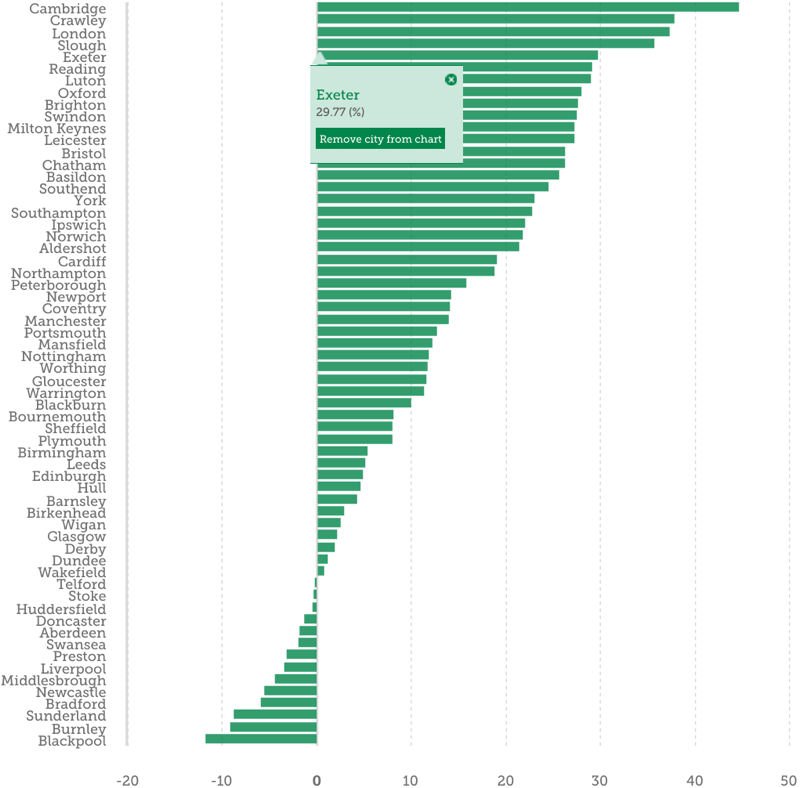 Cambridge
Crawley
London
Slough
Exeter
Reading
Luton
Oxford
Brighton
Swindon
Milton Keynes
Leicester
Bristol
Chatham
Basildon
Southend
York
Southampton
Ipswich
Norwich
Aldershot
Cardiff
Northampton
Peterborough
Newport
Coventry
Manchester
Portsmouth
Mansfield
Nottingham
Worthing
Gloucester
Warrington
Blackburn
Bournemouth
Sheffield
Plymouth
Birmingham
Leeds
Edinburgh
Hull
Barnsley
Birkenhead
Wigan
Glasgow
Derby
Dundee
Wakefield
Telford
Stoke
Huddersfield
Doncaster
Aberdeen
Swansea
Preston
Liverpool
Middlesbrough
Newcastle
Bradford
Sunderland
Burnley
Blackpool
Exeter
29.77 (%)
Remove city from chart
-20 -10 0 10 20 30 40 50